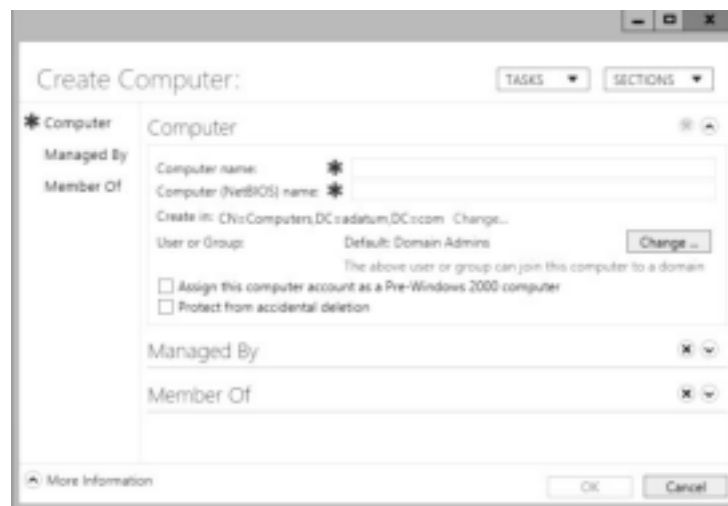 Create Computer:
TASKS
SECTIONS
Computer
Managed By
Member Of
Computer
Computer name:
Computer (NetBIOS) name:
Create in: CN=Computers,DC=adatum,DC=com Change...
User or Group: Default: Domain Admins Change ...
The above user or group can join this computer to a domain
Assign this computer account as a Pre-Windows 2000 computer
Protect from accidental deletion
Managed By
Member Of
More Information
OK
Cancel